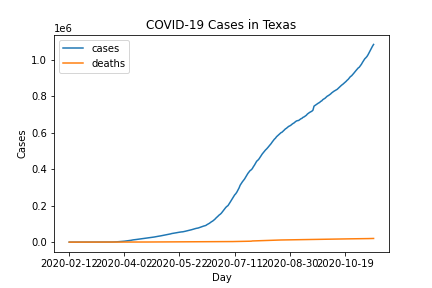 COVID-19 Cases in Texas
1e6
cases
deaths
1.0
0.8
0.6
0.4
0.2
0.0
Cases
2020-02-12 2020-04-02 2020-05-22 2020-07-11 2020-08-30 2020-10-19
Day